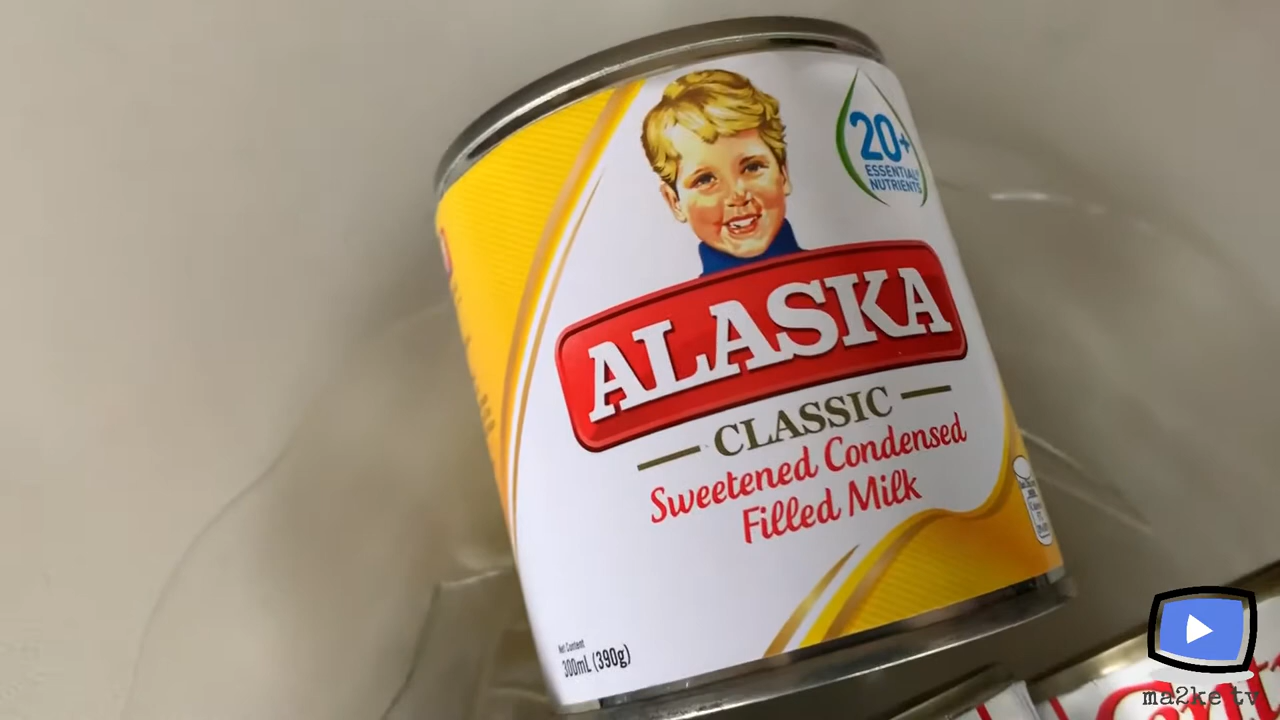 20+
ESSENTIAL
NUTRIENTS
ALASKA
CLASSIC
Sweetened Condensed
Filled Milk
Net Content
300mL (390g)
ma2ke tv